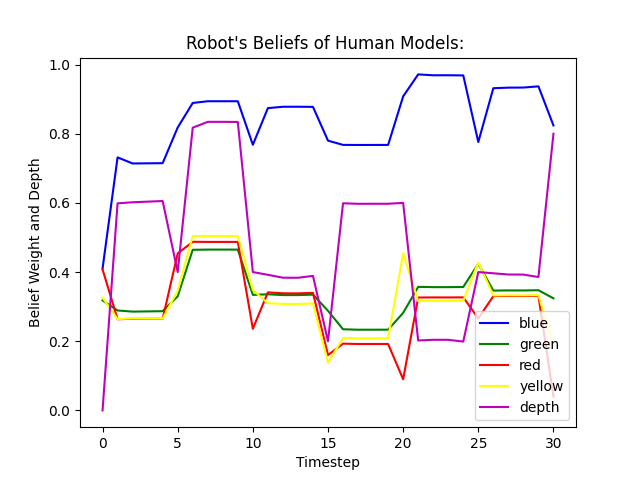 Robot's Beliefs of Human Models:
Belief Weight and Depth
1.0
0.8
0.6
0.4
0.2
0.0
0 5 10 15 20 25 30
Timestep
blue
green
red
yellow
depth